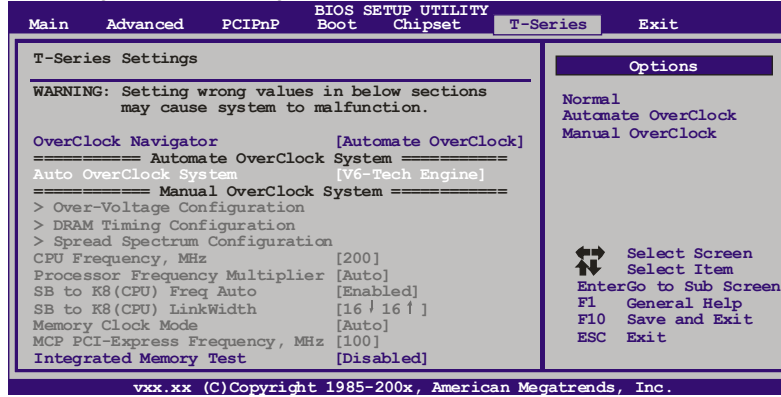 BIOS SETUP UTILITY
Main Advanced PCIPnP Boot Chipset T-Series Exit
T-Series Settings
WARNING: Setting wrong values in below sections
may cause system to malfunction.
OverClock Navigator [Automate OverClock]
=========== Automate OverClock System ===========
Auto OverClock System [V6-Tech Engine]
============ Manual OverClock System ============
> Over-Voltage Configuration
> DRAM Timing Configuration
> Spread Spectrum Configuration
CPU Frequency, MHz [200]
Processor Frequency Multiplier [Auto]
SB to K8(CPU) Freq Auto [Enabled]
SB to K8(CPU) LinkWidth [16 ↓ 16 ↑ ]
Memory Clock Mode [Auto]
MCP PCI-Express Frequency, MHz [100]
Integrated Memory Test [Disabled]
Options
Normal
Automate OverClock
Manual OverClock
Select Screen
Select Item
EnterGo to Sub Screen
F1 General Help
F10 Save and Exit
ESC Exit
vxx.xx (C)Copyright 1985-200x, American Megatrends, Inc.